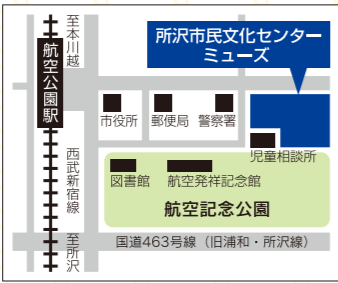 至本川越
所沢市民文化センター
ミューズ
航空公園駅
市役所
郵便局
警察署
児童相談所
西武新宿線
図書館
航空発祥記念館
航空記念公園
至所沢
国道463号線（旧浦和・所沢線）